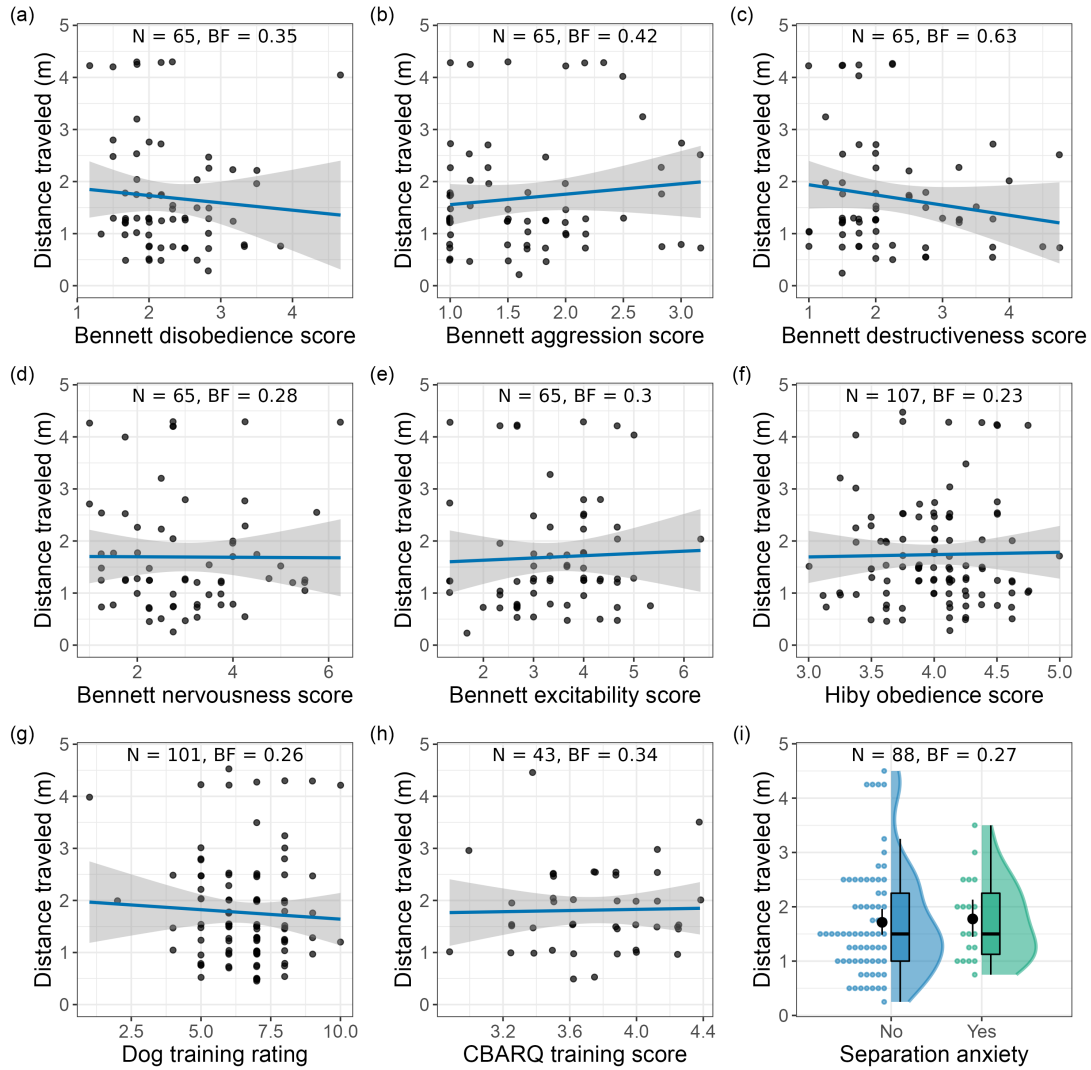 (a)
N = 65, BF = 0.35
Distance traveled (m)
5
4
3
2
1
0
1 2 3 4
Bennett disobedience score
(b)
N = 65, BF = 0.42
Distance traveled (m)
5
4
3
2
1
0
1.0 1.5 2.0 2.5 3.0
Bennett aggression score
(c)
N = 65, BF = 0.63
Distance traveled (m)
5
4
3
2
1
0
1 2 3 4
Bennett destructiveness score
(d)
N = 65, BF = 0.28
Distance traveled (m)
5
4
3
2
1
0
2 4 6
Bennett nervousness score
(e)
N = 65, BF = 0.3
Distance traveled (m)
5
4
3
2
1
0
2 3 4 5 6
Bennett excitability score
(f)
N = 107, BF = 0.23
Distance traveled (m)
5
4
3
2
1
0
3.0 3.5 4.0 4.5 5.0
Hiby obedience score
(g)
N = 101, BF = 0.26
Distance traveled (m)
5
4
3
2
1
0
2.5 5.0 7.5 10.0
Dog training rating
(h)
N = 43, BF = 0.34
Distance traveled (m)
5
4
3
2
1
0
3.2 3.6 4.0 4.4
CBARQ training score
(i)
N = 88, BF = 0.27
Distance traveled (m)
5
4
3
2
1
0
No Yes
Separation anxiety